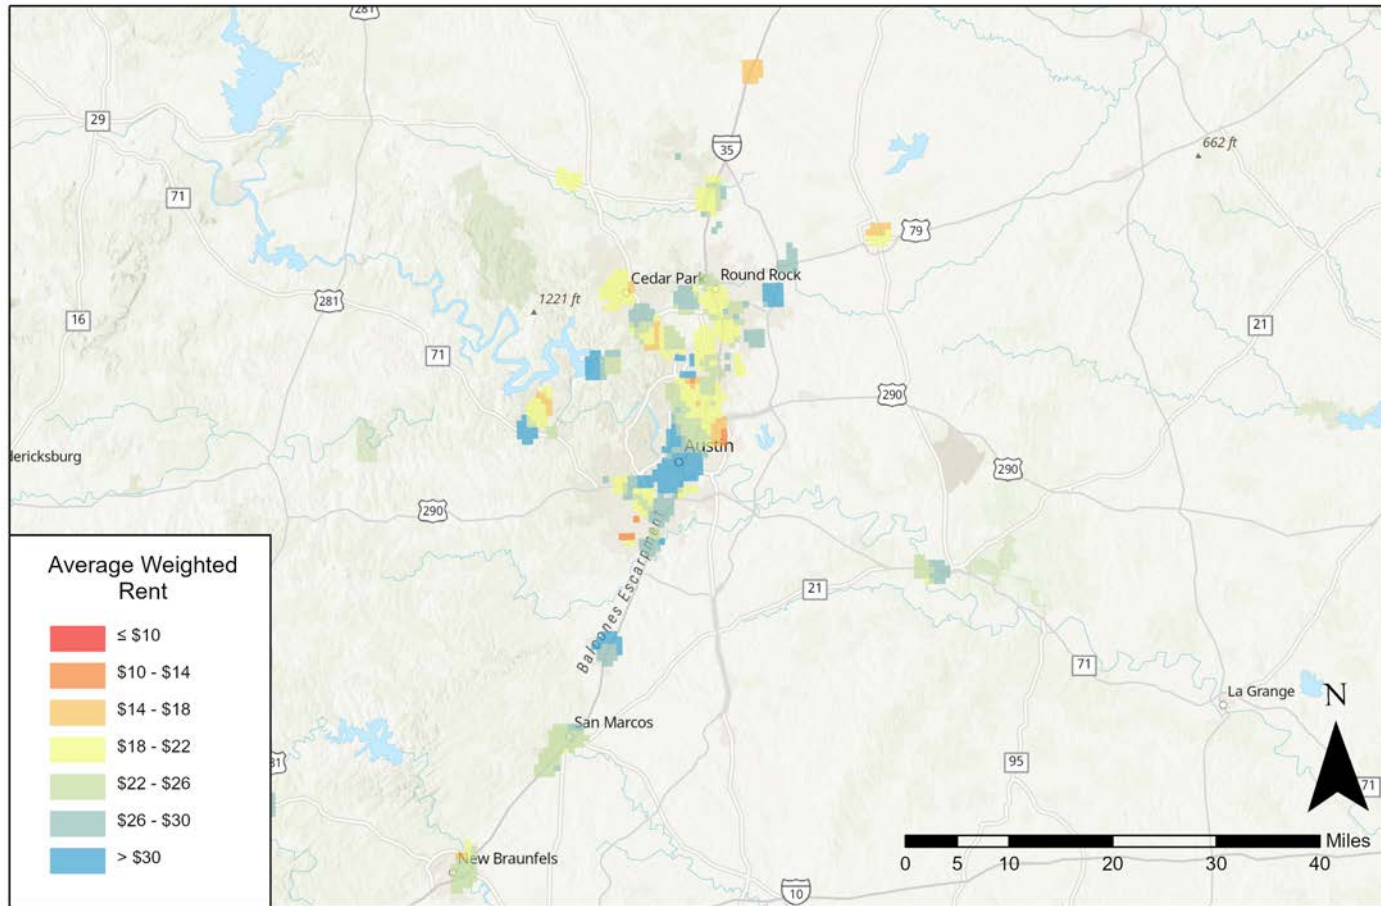 281
29
35
662 ft
71
79
Cedar Park
Round Rock
281
1221 ft
16
21
71
290
dericksburg
Austin
290
290
Balcones Escarpment
21
71
La Grange
N
San Marcos
95
71
New Braunfels
10
Average Weighted
Rent
≤ $10
$10 - $14
$14 - $18
$18 - $22
$22 - $26
$26 - $30
> $30
Miles
0 5 10 20 30 40